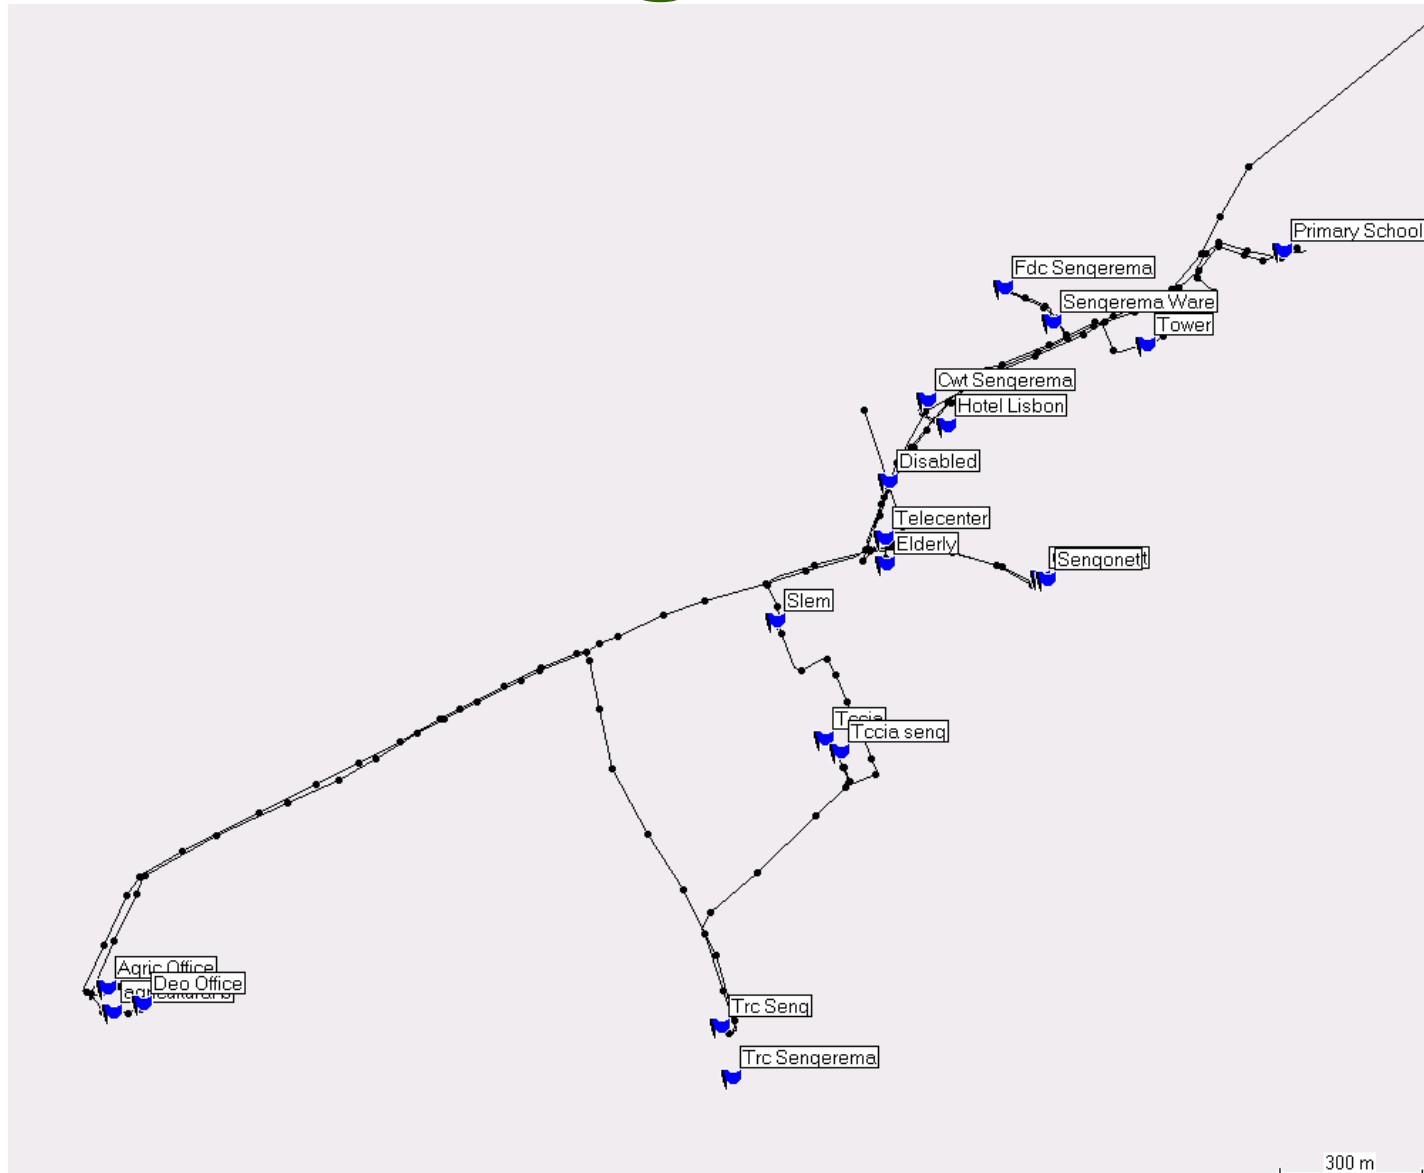 Primary School
Fdc Sengerema
Sengerema Ware
Tower
Cwt Sengerema
Hotel Lisbon
Disabled
Telecenter
Elderly
Sengonett
Slem
Tccia
Tccia seng
Agric Office
Deo Office
Trc Seng
Trc Sengerema
300 m